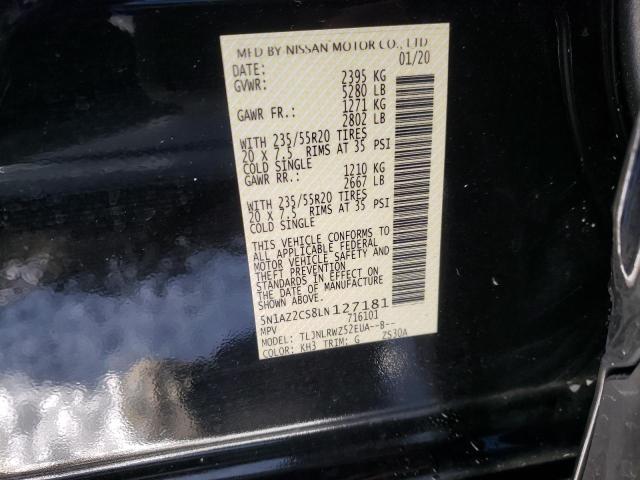 MFD BY NISSAN MOTOR CO., LTD
DATE: 01/20
GVWR: 2395 KG
5280 LB
GAWR FR.: 1271 KG
2802 LB
WITH 235/55R20 TIRES
20 X 7.5 RIMS AT 35 PSI
COLD SINGLE
GAWR RR.: 1210 KG
2667 LB
WITH 235/55R20 TIRES
20 X 7.5 RIMS AT 35 PSI
COLD SINGLE
THIS VEHICLE CONFORMS TO
ALL APPLICABLE FEDERAL
MOTOR VEHICLE SAFETY AND
THEFT PREVENTION
STANDARDS IN EFFECT ON
THE DATE OF MANUFACTURE
SHOWN ABOVE.
5N1AZ2CS8LN127181
MPV 716101
MODEL: TLJNLRWZ52EUA--B--
COLOR: KH3 TRIM: G Z530A